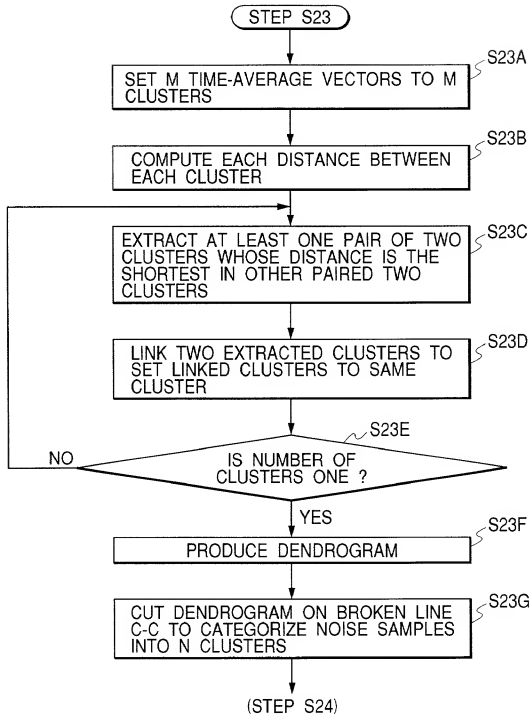 STEP S23
S23A
SET M TIME-AVERAGE VECTORS TO M
CLUSTERS
S23B
COMPUTE EACH DISTANCE BETWEEN
EACH CLUSTER
S23C
EXTRACT AT LEAST ONE PAIR OF TWO
CLUSTERS WHOSE DISTANCE IS THE
SHORTEST IN OTHER PAIRED TWO
CLUSTERS
S23D
LINK TWO EXTRACTED CLUSTERS TO
SET LINKED CLUSTERS TO SAME
CLUSTER
S23E
NO
IS NUMBER OF
CLUSTERS ONE ?
YES
S23F
PRODUCE DENDROGRAM
S23G
CUT DENDROGRAM ON BROKEN LINE
C-C TO CATEGORIZE NOISE SAMPLES
INTO N CLUSTERS
(STEP S24)